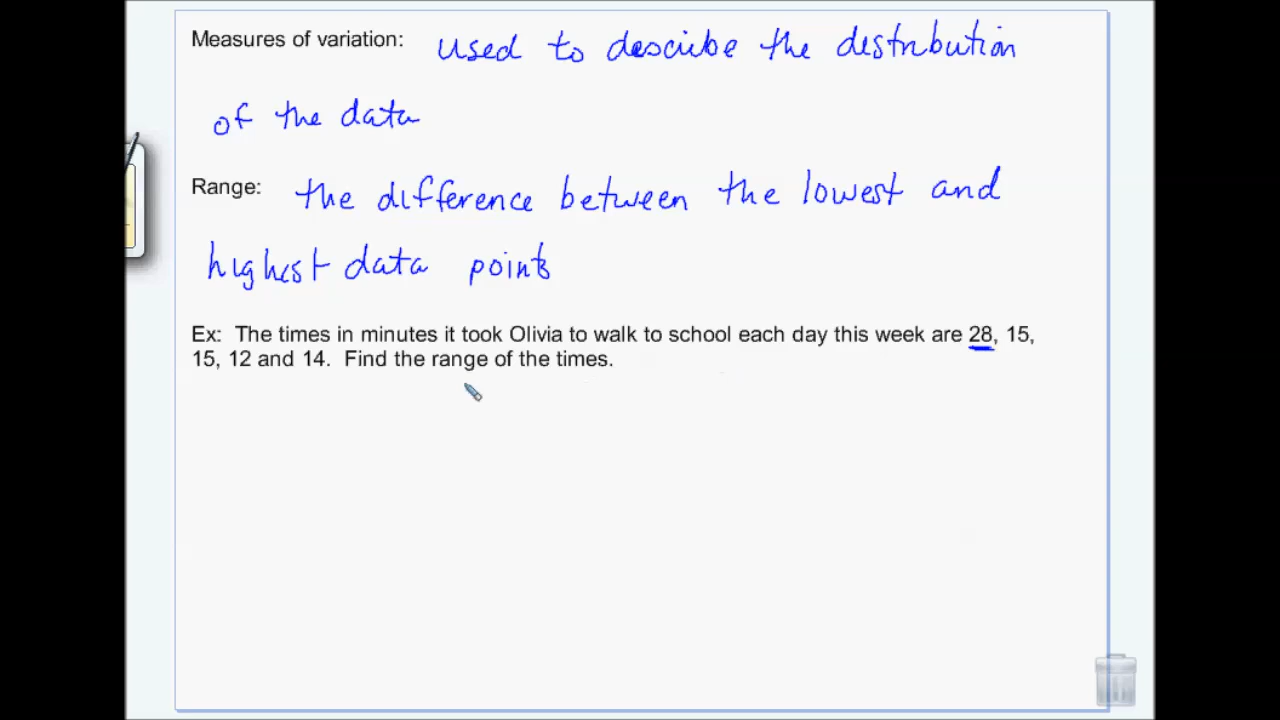 Measures of variation: used to describe the distribution
of the data
Range: the difference between the lowest and
highest data points
Ex: The times in minutes it took Olivia to walk to school each day this week are 28, 15,
15, 12 and 14. Find the range of the times.